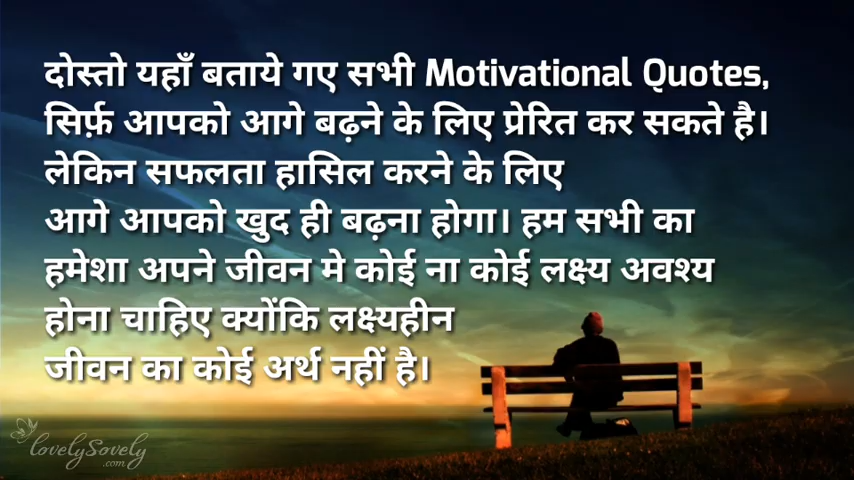 दोस्तो यहाँ बताये गए सभी Motivational Quotes,
सिर्फ़ आपको आगे बढ़ने के लिए प्रेरित कर सकते है।
लेकिन सफलता हासिल करने के लिए
आगे आपको खुद ही बढ़ना होगा। हम सभी का
हमेशा अपने जीवन मे कोई ना कोई लक्ष्य अवश्य
होना चाहिए क्योंकि लक्ष्यहीन
जीवन का कोई अर्थ नहीं है।
lovelySovely
.com